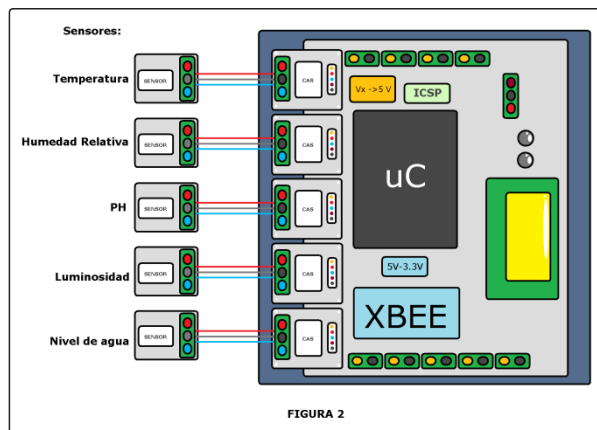 Sensores:
SENSOR
CAS
Temperatura
Vx ->5 V
ICSP
SENSOR
CAS
Humedad Relativa
uC
SENSOR
CAS
PH
SENSOR
CAS
Luminosidad
5V-3.3V
XBEE
SENSOR
CAS
Nivel de agua
FIGURA 2